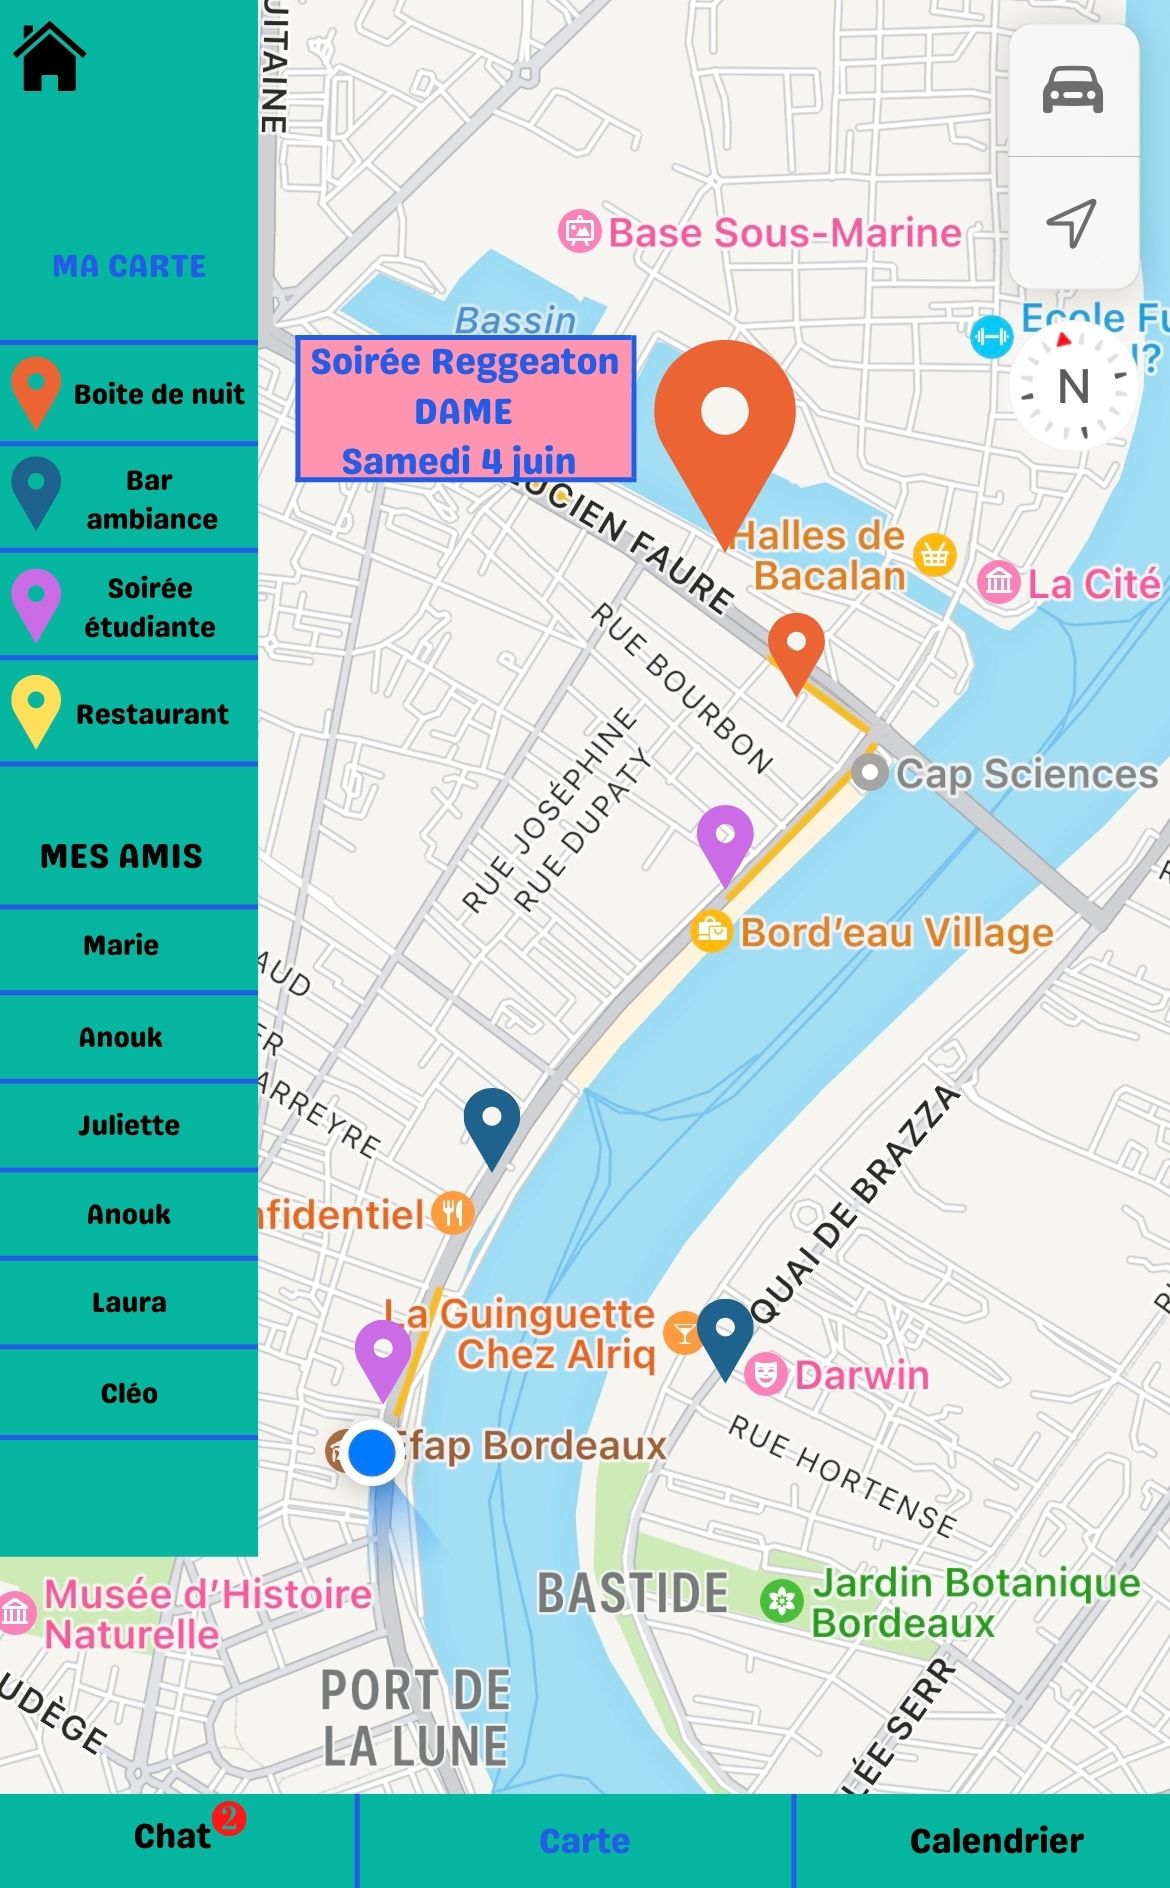 MA CARTE
Boite de nuit
Bar
ambiance
Soirée
étudiante
Restaurant
MES AMIS
Marie
Anouk
Juliette
Anouk
Laura
Cléo
UITAINE
Base Sous-Marine
Bassin
Soirée Reggeaton
DAME
Samedi 4 juin
LUCIEN FAURE
Halles de
Bacalan
La Cité
N
RUE BOURBON
RUE JOSÉPHINE
RUE DUPATY
Cap Sciences
Bord’eau Village
AUD
ER
ARREYRE
nfidentiel
QUAI DE BRAZZA
La Guinguette
Chez Alriq
Darwin
Efap Bordeaux
RUE HORTENSE
BASTIDE
Jardin Botanique
Bordeaux
Musée d’Histoire
Naturelle
UDÈGE
PORT DE
LA LUNE
LÉE SERR
Chat 2
Carte
Calendrier